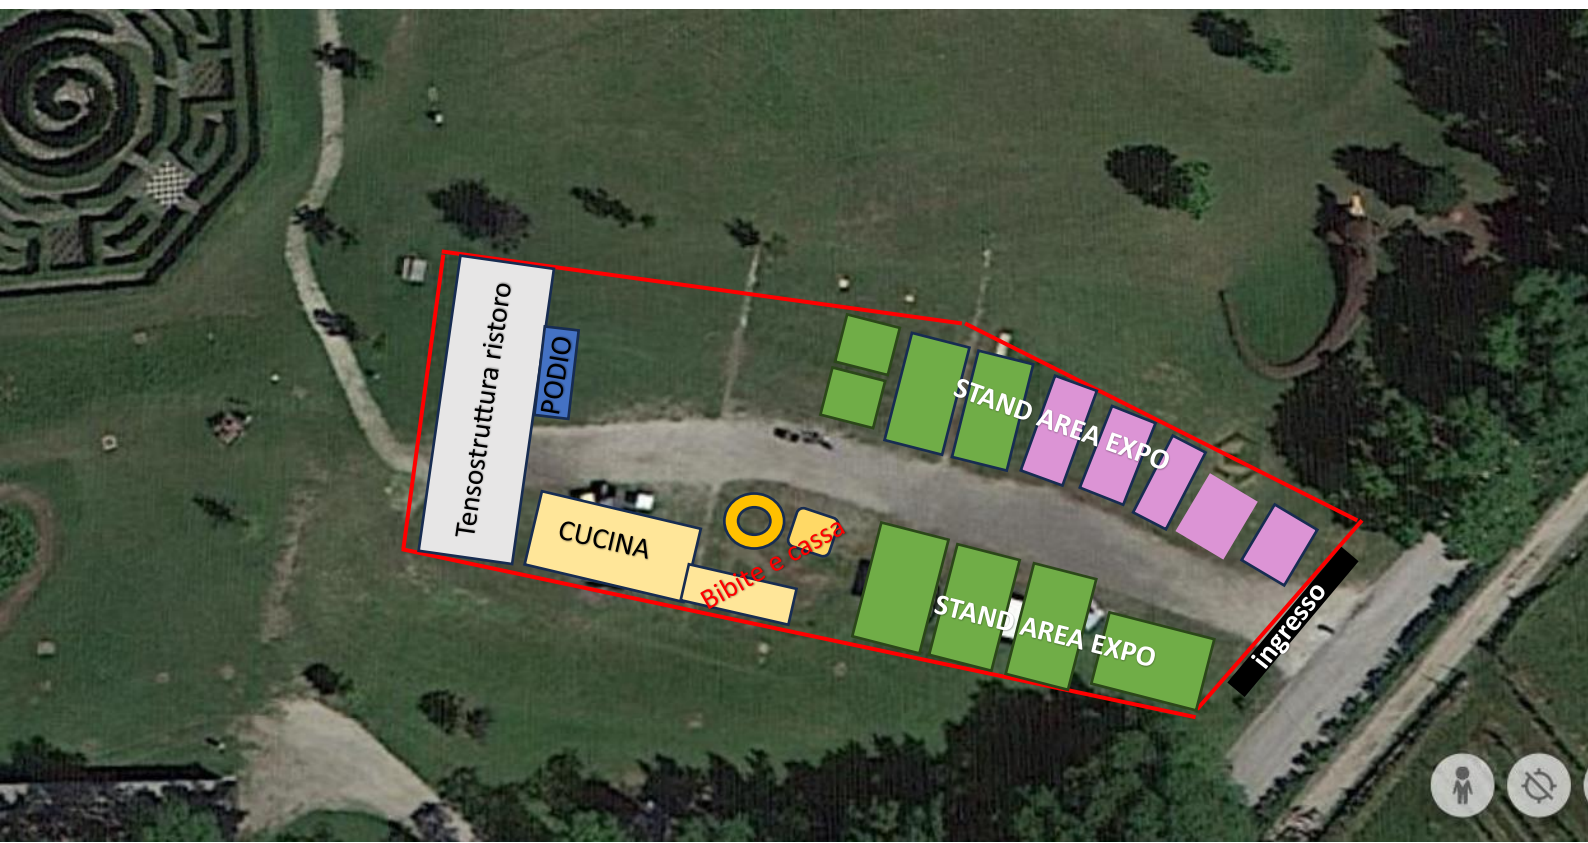 Tensostruttura ristoro
PODIO
STAND AREA EXPO
CUCINA
Bibite e cassa
STAND AREA EXPO
ingresso